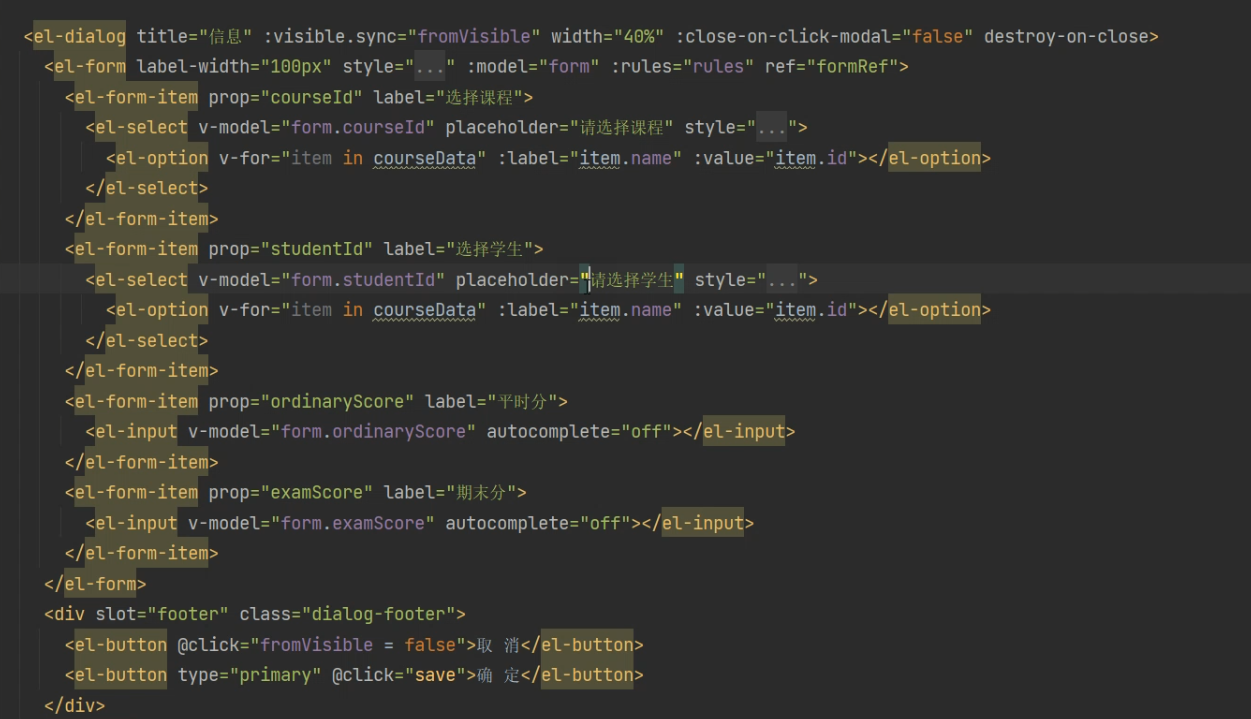 <el-dialog title="信息" :visible.sync="fromVisible" width="40%" :close-on-click-modal="false" destroy-on-close>
<el-form label-width="100px" style="..." :model="form" :rules="rules" ref="formRef">
<el-form-item prop="courseId" label="选择课程">
<el-select v-model="form.courseId" placeholder="请选择课程" style="...">
<el-option v-for="item in courseData" :label="item.name" :value="item.id"></el-option>
</el-select>
</el-form-item>
<el-form-item prop="studentId" label="选择学生">
<el-select v-model="form.studentId" placeholder="请选择学生" style="...">
<el-option v-for="item in courseData" :label="item.name" :value="item.id"></el-option>
</el-select>
</el-form-item>
<el-form-item prop="ordinaryScore" label="平时分">
<el-input v-model="form.ordinaryScore" autocomplete="off"></el-input>
</el-form-item>
<el-form-item prop="examScore" label="期末分">
<el-input v-model="form.examScore" autocomplete="off"></el-input>
</el-form-item>
</el-form>
<div slot="footer" class="dialog-footer">
<el-button @click="fromVisible = false">取 消</el-button>
<el-button type="primary" @click="save">确 定</el-button>
</div>